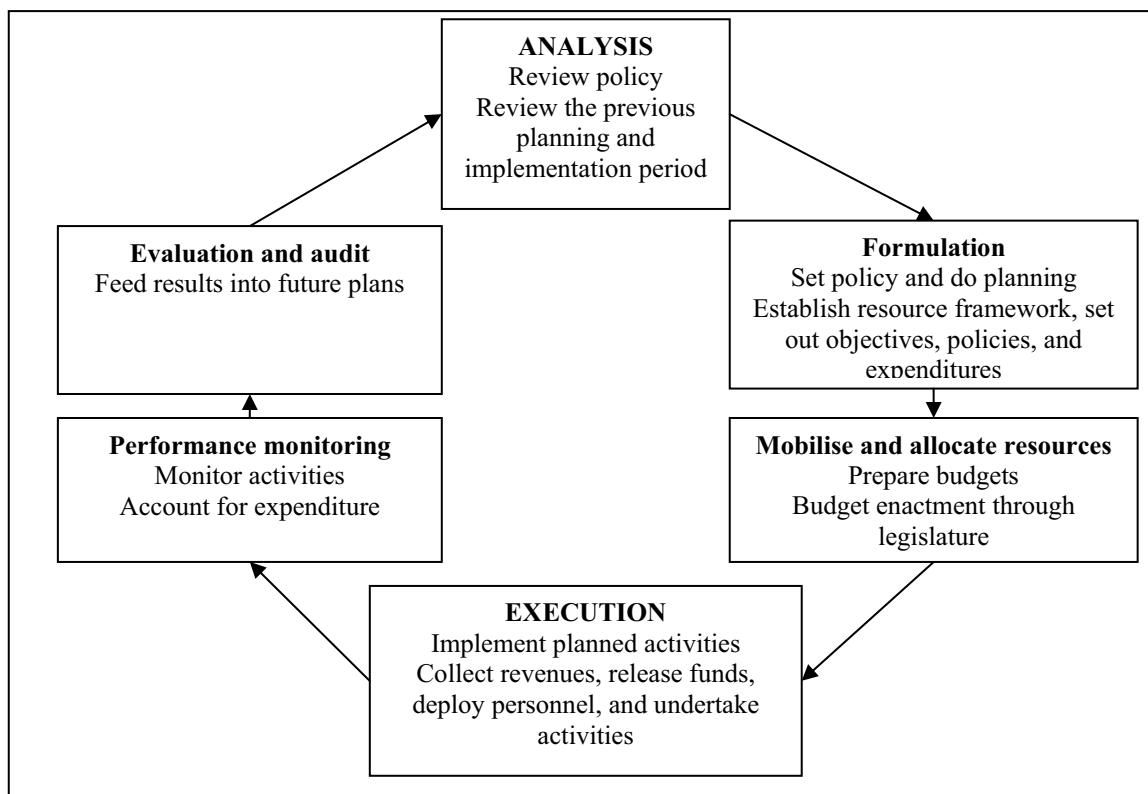 ANALYSIS
Review policy
Review the previous
planning and
implementation period
Evaluation and audit
Feed results into future plans
Formulation
Set policy and do planning
Establish resource framework, set
out objectives, policies, and
expenditures
Performance monitoring
Monitor activities
Account for expenditure
Mobilise and allocate resources
Prepare budgets
Budget enactment through
legislature
EXECUTION
Implement planned activities
Collect revenues, release funds,
deploy personnel, and undertake
activities